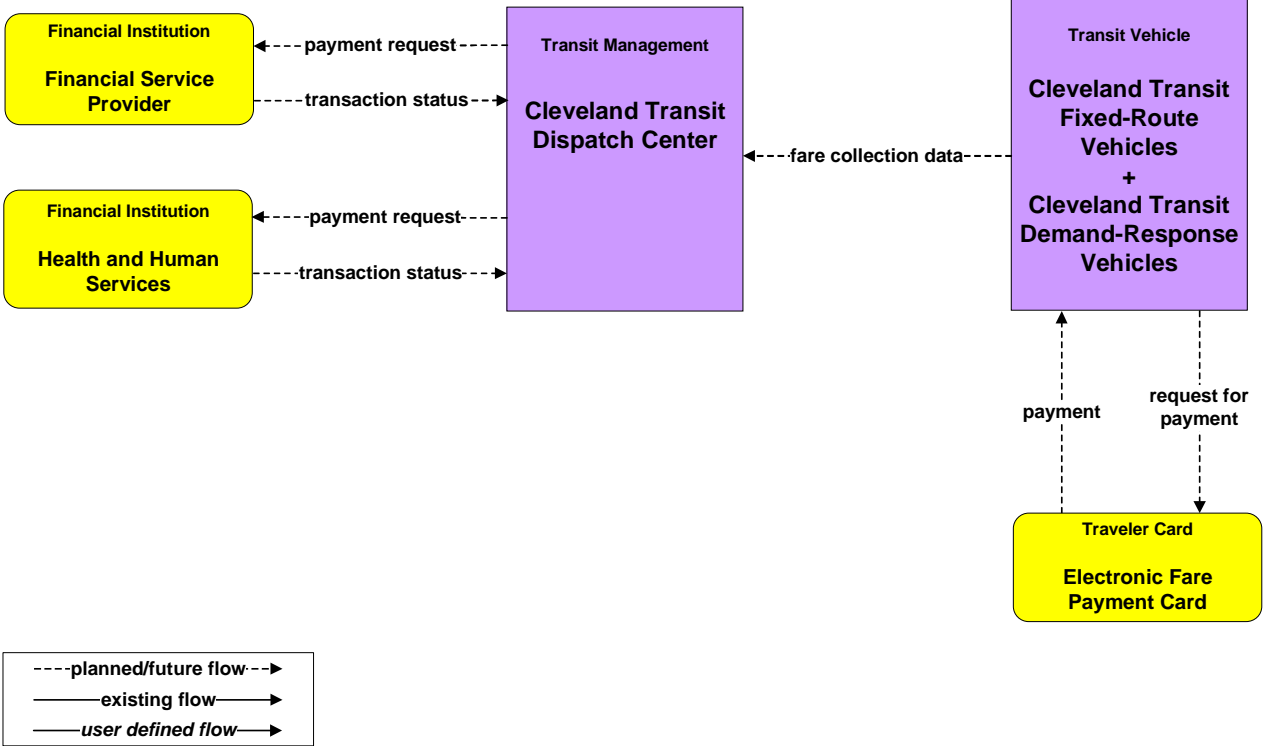 Financial Institution
Financial Service
Provider
payment request
transaction status
Transit Management
Cleveland Transit
Dispatch Center
fare collection data
Transit Vehicle
Cleveland Transit
Fixed-Route
Vehicles
+
Cleveland Transit
Demand-Response
Vehicles
Financial Institution
Health and Human
Services
payment request
transaction status
payment
request for
payment
Traveler Card
Electronic Fare
Payment Card
planned/future flow
existing flow
user defined flow